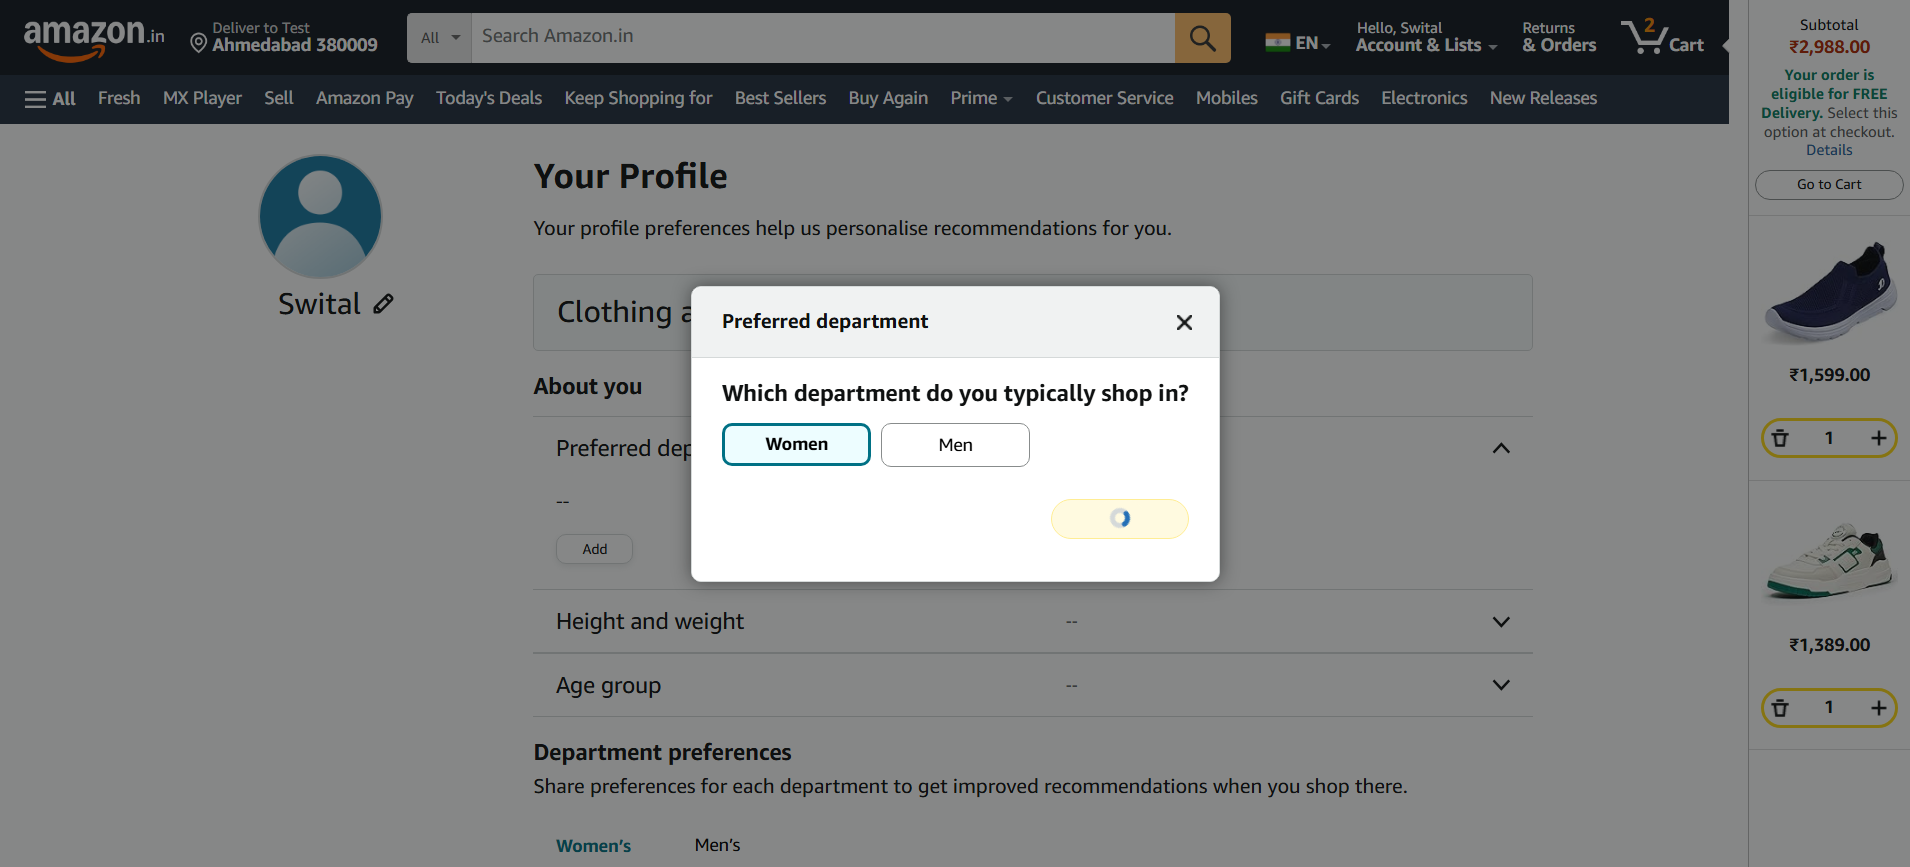 amazon.in
Deliver to Test
Ahmedabad 380009
All
Search Amazon.in
EN
Hello, Swital
Account & Lists
Returns
& Orders
2
Cart
All
Fresh
MX Player
Sell
Amazon Pay
Today's Deals
Keep Shopping for
Best Sellers
Buy Again
Prime
Customer Service
Mobiles
Gift Cards
Electronics
New Releases
Subtotal
₹2,988.00
Your order is
eligible for FREE
Delivery. Select this
option at checkout.
Details
Go to Cart
₹1,599.00
1
₹1,389.00
1
Swital
Your Profile
Your profile preferences help us personalise recommendations for you.
Clothing
About you
Preferred
--
Add
Preferred department
Which department do you typically shop in?
Women
Men
Height and weight
--
Age group
--
Department preferences
Share preferences for each department to get improved recommendations when you shop there.
Women’s
Men’s